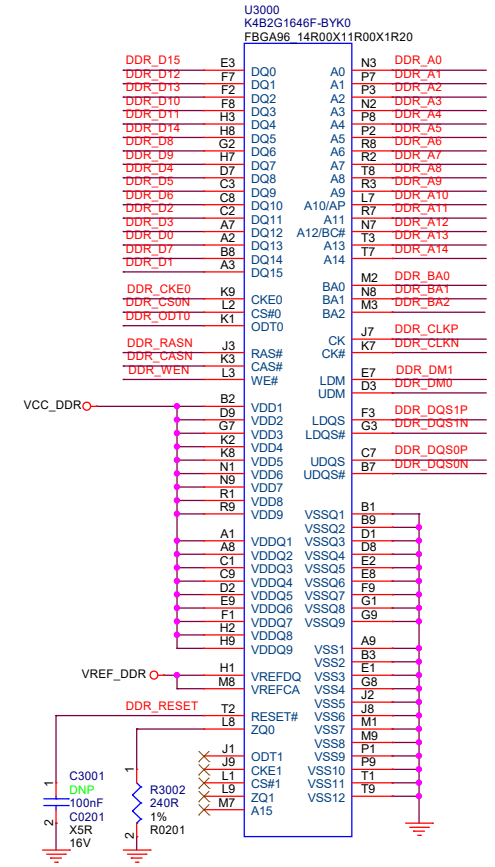 U3000
K4B2G1646F-BYK0
FBGA96_14R00X11R00X1R20
DDR_D15 E3 DQ0 A0 N3 DDR_A0
DDR_D12 F7 DQ1 A1 P7 DDR_A1
DDR_D13 F2 DQ2 A2 P3 DDR_A2
DDR_D10 F8 DQ3 A3 N2 DDR_A3
DDR_D11 H3 DQ4 A4 P8 DDR_A4
DDR_D14 H8 DQ5 A5 P2 DDR_A5
DDR_D8 G2 DQ6 A6 R8 DDR_A6
DDR_D9 H7 DQ7 A7 R2 DDR_A7
DDR_D4 D7 DQ8 A8 T8 DDR_A8
DDR_D5 C3 DQ9 A9 R3 DDR_A9
DDR_D6 C8 DQ10 A10/AP L7 DDR_A10
DDR_D2 C2 DQ11 A11 R7 DDR_A11
DDR_D3 A7 DQ12 A12/BC# N7 DDR_A12
DDR_D0 A2 DQ13 A13 T3 DDR_A13
DDR_D7 B8 DQ14 A14 T7 DDR_A14
DDR_D1 A3 DQ15
BA0 M2 DDR_BA0
DDR_CKE0 K9 CKE0 BA1 N8 DDR_BA1
DDR_CS0N L2 CS#0 BA2 M3 DDR_BA2
DDR_ODT0 K1 ODT0
CK J7 DDR_CLKP
DDR_RASN J3 RAS# CK# K7 DDR_CLKN
DDR_CASN K3 CAS#
DDR_WEN L3 WE# LDM E7 DDR_DM1
UDM D3 DDR_DM0
VCC_DDR B2 VDD1
D9 VDD2 LDQS F3 DDR_DQS1P
G7 VDD3 LDQS# G3 DDR_DQS1N
K2 VDD4
K8 VDD5 UDQS C7 DDR_DQS0P
N1 VDD6 UDQS# B7 DDR_DQS0N
N9 VDD7
R1 VDD8
R9 VDD9 VSSQ1 B1
VSSQ2 B9
A1 VDDQ1 VSSQ3 D1
A8 VDDQ2 VSSQ4 D8
C1 VDDQ3 VSSQ5 E2
C9 VDDQ4 VSSQ6 E8
D2 VDDQ5 VSSQ7 F9
E9 VDDQ6 VSSQ8 G1
F1 VDDQ7 VSSQ9 G9
H2 VDDQ8
H9 VDDQ9 VSS1 A9
VSS2 B3
VREF_DDR H1 VREFDQ VSS3 E1
M8 VREFCA VSS4 G8
VSS5 J2
DDR_RESET T2 RESET# VSS6 J8
L8 ZQ0 VSS7 M1
VSS8 M9
J1 ODT1 VSS9 P1
J9 CKE1 VSS10 P9
L1 CS#1 VSS11 T1
L9 ZQ1 VSS12 T9
M7 A15
1 C3001 1 R3002
DNP 240R
100nF 1%
2 C0201 2 R0201
X5R
16V